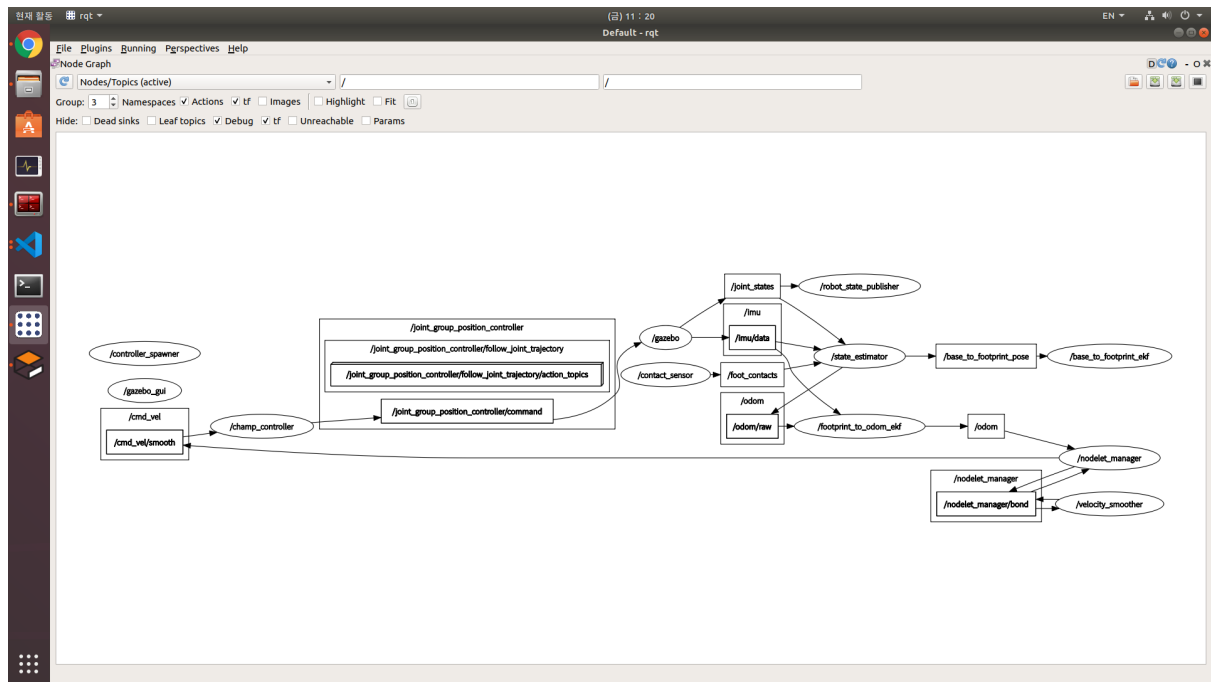 현재 활동 rqt (금) 11 : 20 EN
Default - rqt
File Plugins Running Perspectives Help
Node Graph D C - O
Nodes/Topics (active) / /
Group: 3 Namespaces Actions tf Images Highlight Fit
Hide: Dead sinks Leaf topics Debug tf Unreachable Params
/joint_states
/robot_state_publisher
/imu
/imu/data
/gazebo
/joint_group_position_controller
/joint_group_position_controller/follow_joint_trajectory
/joint_group_position_controller/follow_joint_trajectory/action_topics
/joint_group_position_controller/command
/controller_spawner
/gazebo_gui
/contact_sensor
/foot_contacts
/state_estimator
/base_to_footprint_pose
/base_to_footprint_ekf
/cmd_vel
/cmd_vel/smooth
/champ_controller
/odom
/odom/raw
/footprint_to_odom_ekf
/odom
/nodelet_manager
/nodelet_manager
/nodelet_manager/bond
/velocity_smoother